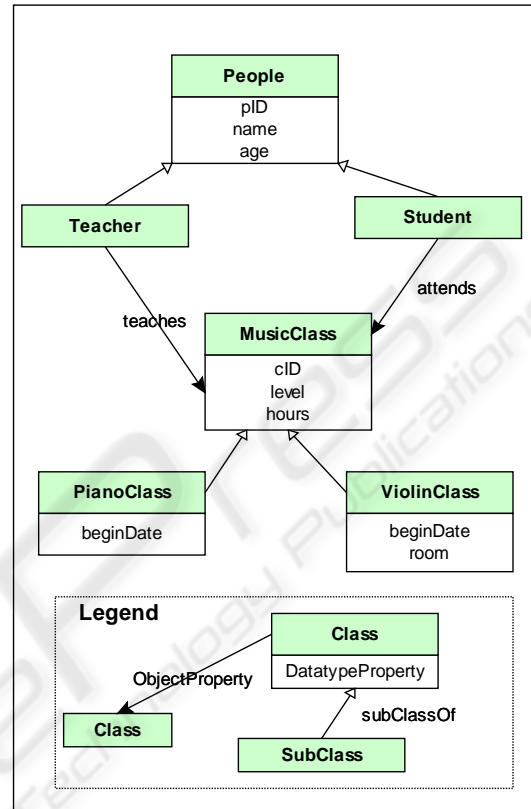 People
pID
name
age
Teacher
Student
teaches
attends
MusicClass
cID
level
hours
PianoClass
beginDate
ViolinClass
beginDate
room
Legend
Class
DatatypeProperty
ObjectProperty
Class
subClassOf
SubClass